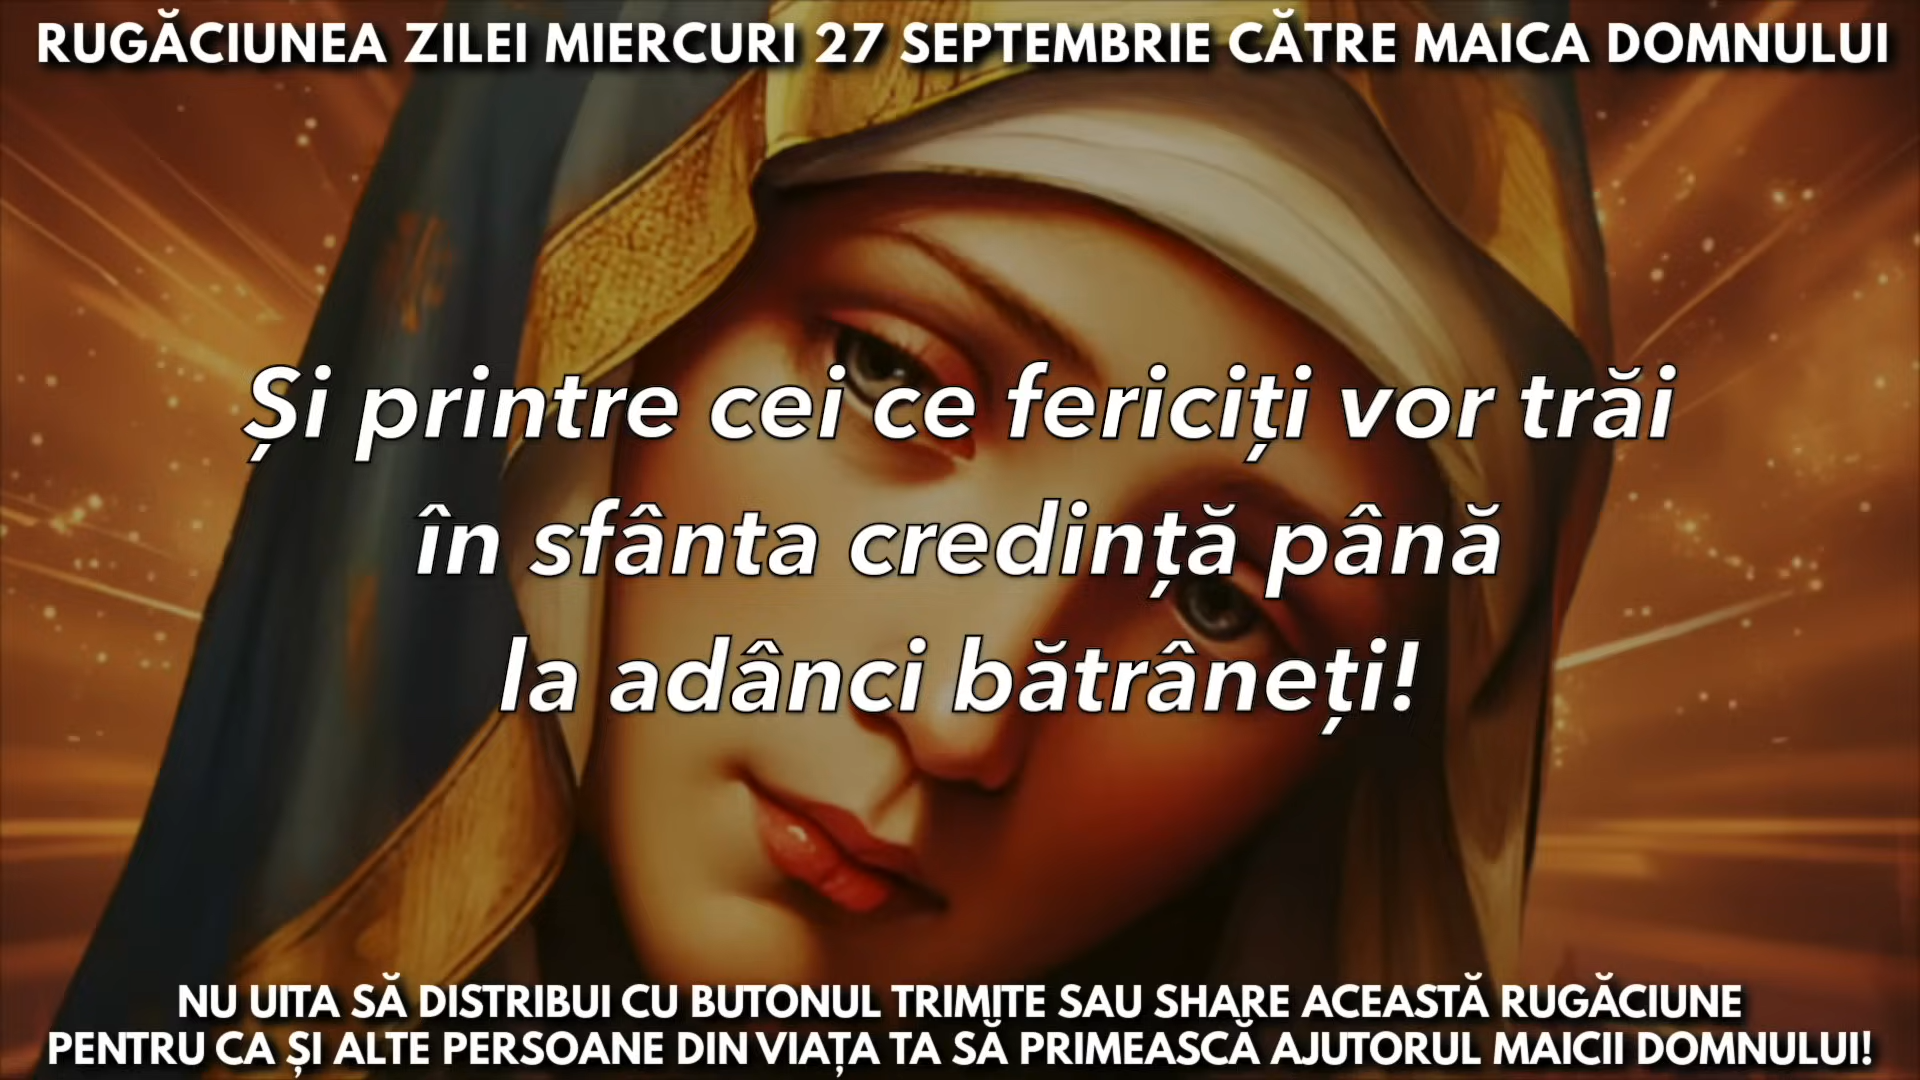 RUGĂCIUNEA ZILEI MIERCURI 27 SEPTEMBRIE CĂTRE MAICA DOMNULUI
Și printre cei ce fericiți vor trăi
în sfânta credință până
la adânci bătrâneți!
NU UITA SĂ DISTRIBUI CU BUTONUL TRIMITE SAU SHARE ACEASTĂ RUGĂCIUNE
PENTRU CA ȘI ALTE PERSOANE DIN VIAȚA TA SĂ PRIMEASCĂ AJUTORUL MAICII DOMNULUI!